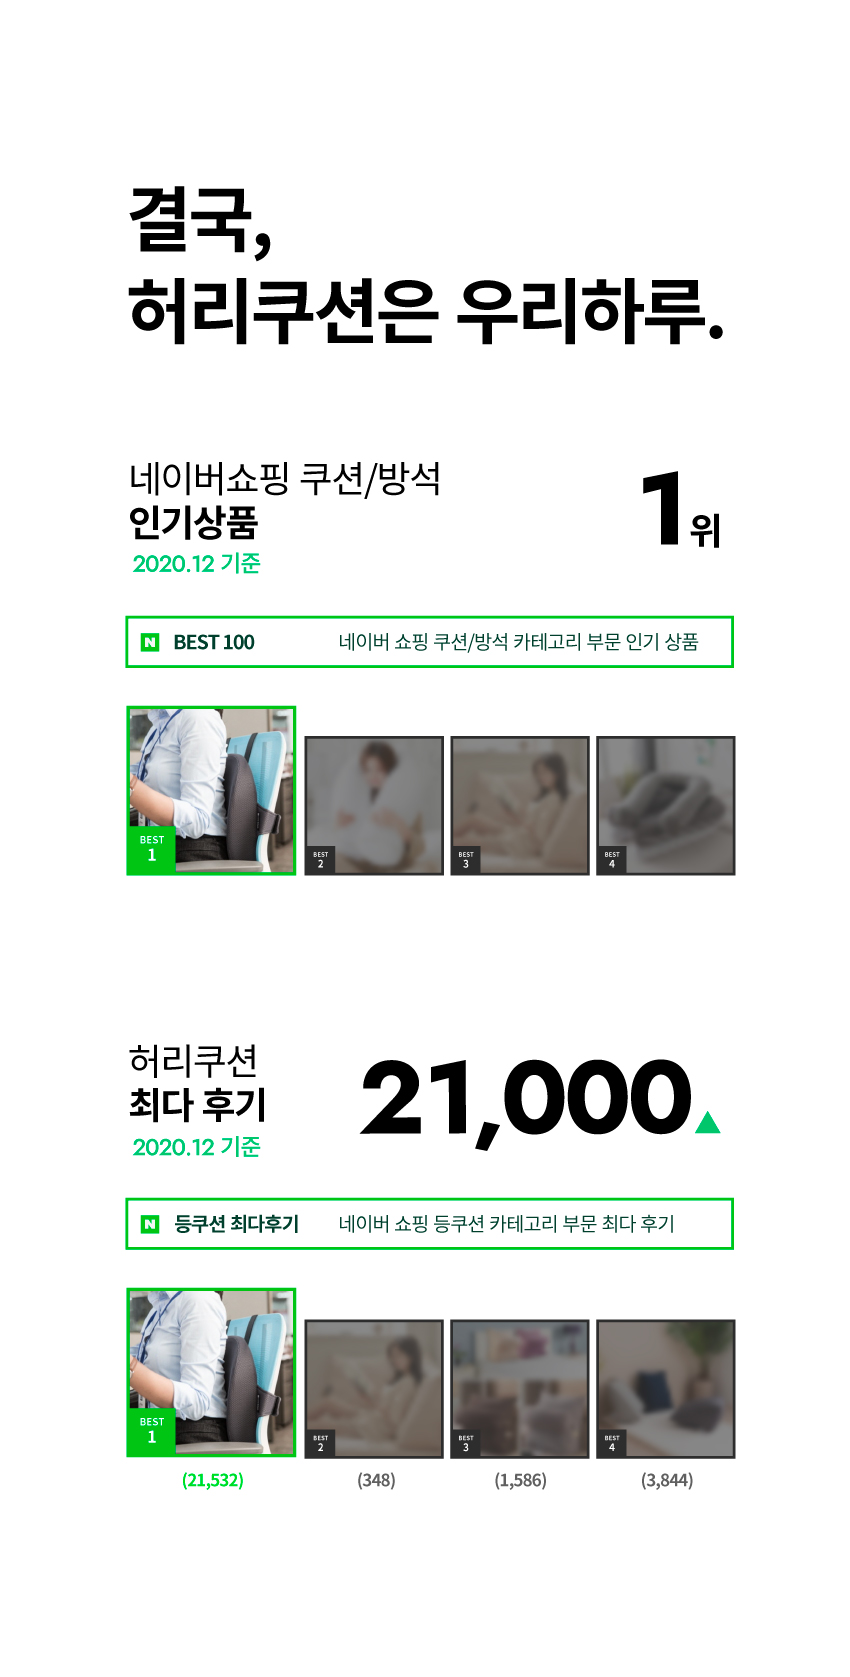 결국,
허리쿠션은 우리하루.
네이버쇼핑 쿠션/방석
인기상품
2020.12 기준
1위
N BEST 100 네이버 쇼핑 쿠션/방석 카테고리 부문 인기 상품
BEST
1
BEST
2
BEST
3
BEST
4
허리쿠션
최다 후기
2020.12 기준
21,000▲
N 등쿠션 최다후기 네이버 쇼핑 등쿠션 카테고리 부문 최다 후기
BEST
1
BEST
2
BEST
3
BEST
4
(21,532) (348) (1,586) (3,844)